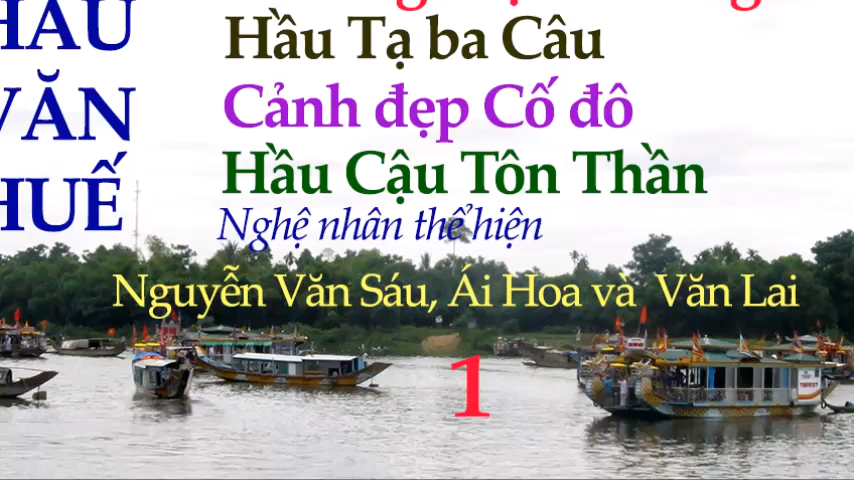 VĂN
HUẾ
Hầu Tạ ba Câu
Cảnh đẹp Cố đô
Hầu Cậu Tôn Thần
Nghệ nhân thể hiện
Nguyễn Văn Sáu, Ái Hoa và Văn Lai
1